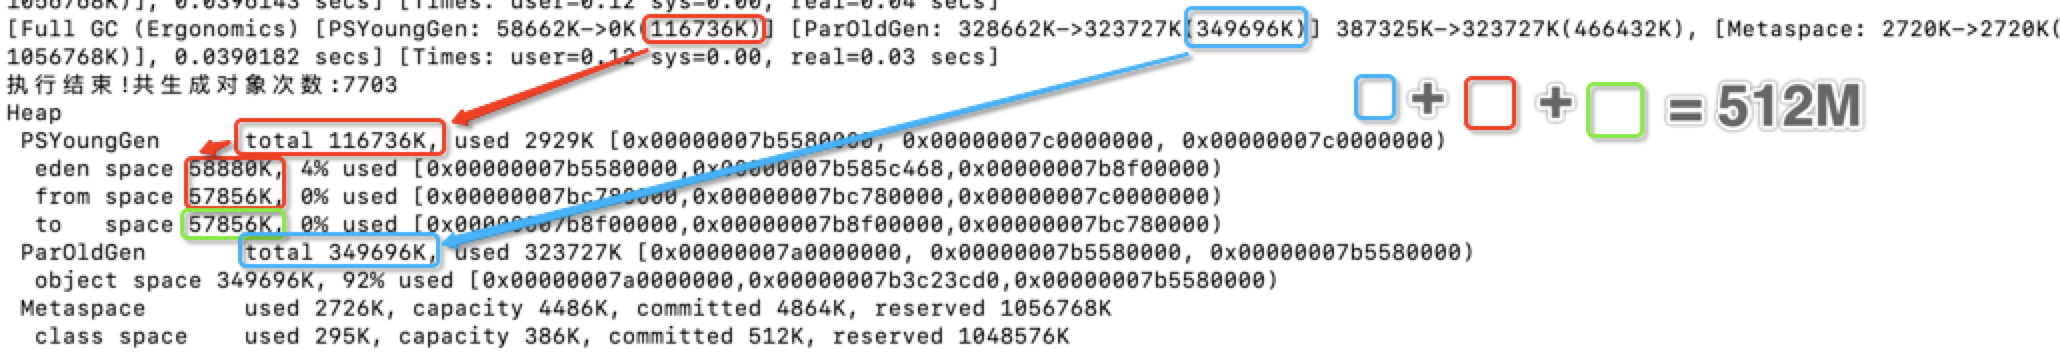 1056768K)], 0.0396143 secs] [Times: user=0.12 sys=0.00, real=0.04 secs]
[Full GC (Ergonomics) [PSYoungGen: 58662K->0K(116736K)] [ParOldGen: 328662K->323727K(349696K)] 387325K->323727K(466432K), [Metaspace: 2720K->2720K(
1056768K)], 0.0390182 secs] [Times: user=0.12 sys=0.00, real=0.03 secs]
执行结束!共生成对象次数:7703
Heap
PSYoungGen total 116736K, used 2929K [0x00000007b5580000, 0x00000007c0000000, 0x00000007c0000000)
eden space 58880K, 4% used [0x00000007b5580000,0x00000007b585c468,0x00000007b8f00000)
from space 57856K, 0% used [0x00000007bc780000,0x00000007bc780000,0x00000007c0000000)
to space 57856K, 0% used [0x00000007b8f00000,0x00000007b8f00000,0x00000007bc780000)
ParOldGen total 349696K, used 323727K [0x00000007a0000000, 0x00000007b5580000, 0x00000007b5580000)
object space 349696K, 92% used [0x00000007a0000000,0x00000007b3c23cd0,0x00000007b5580000)
Metaspace used 2726K, capacity 4486K, committed 4864K, reserved 1056768K
class space used 295K, capacity 386K, committed 512K, reserved 1048576K
+ + = 512M